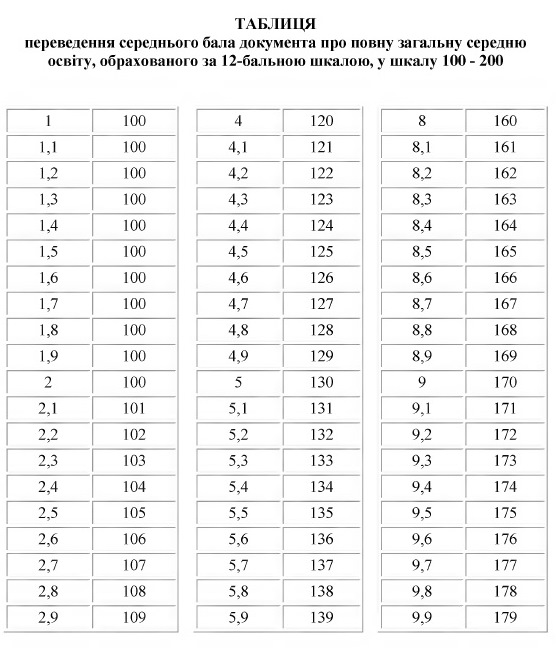 ТАБЛИЦЯ
переведення середнього бала документа про повну загальну середню
освіту, обрахованого за 12-бальною шкалою, у шкалу 100 - 200
1 100 4 120 8 160
1,1 100 4,1 121 8,1 161
1,2 100 4,2 122 8,2 162
1,3 100 4,3 123 8,3 163
1,4 100 4,4 124 8,4 164
1,5 100 4,5 125 8,5 165
1,6 100 4,6 126 8,6 166
1,7 100 4,7 127 8,7 167
1,8 100 4,8 128 8,8 168
1,9 100 4,9 129 8,9 169
2 100 5 130 9 170
2,1 101 5,1 131 9,1 171
2,2 102 5,2 132 9,2 172
2,3 103 5,3 133 9,3 173
2,4 104 5,4 134 9,4 174
2,5 105 5,5 135 9,5 175
2,6 106 5,6 136 9,6 176
2,7 107 5,7 137 9,7 177
2,8 108 5,8 138 9,8 178
2,9 109 5,9 139 9,9 179